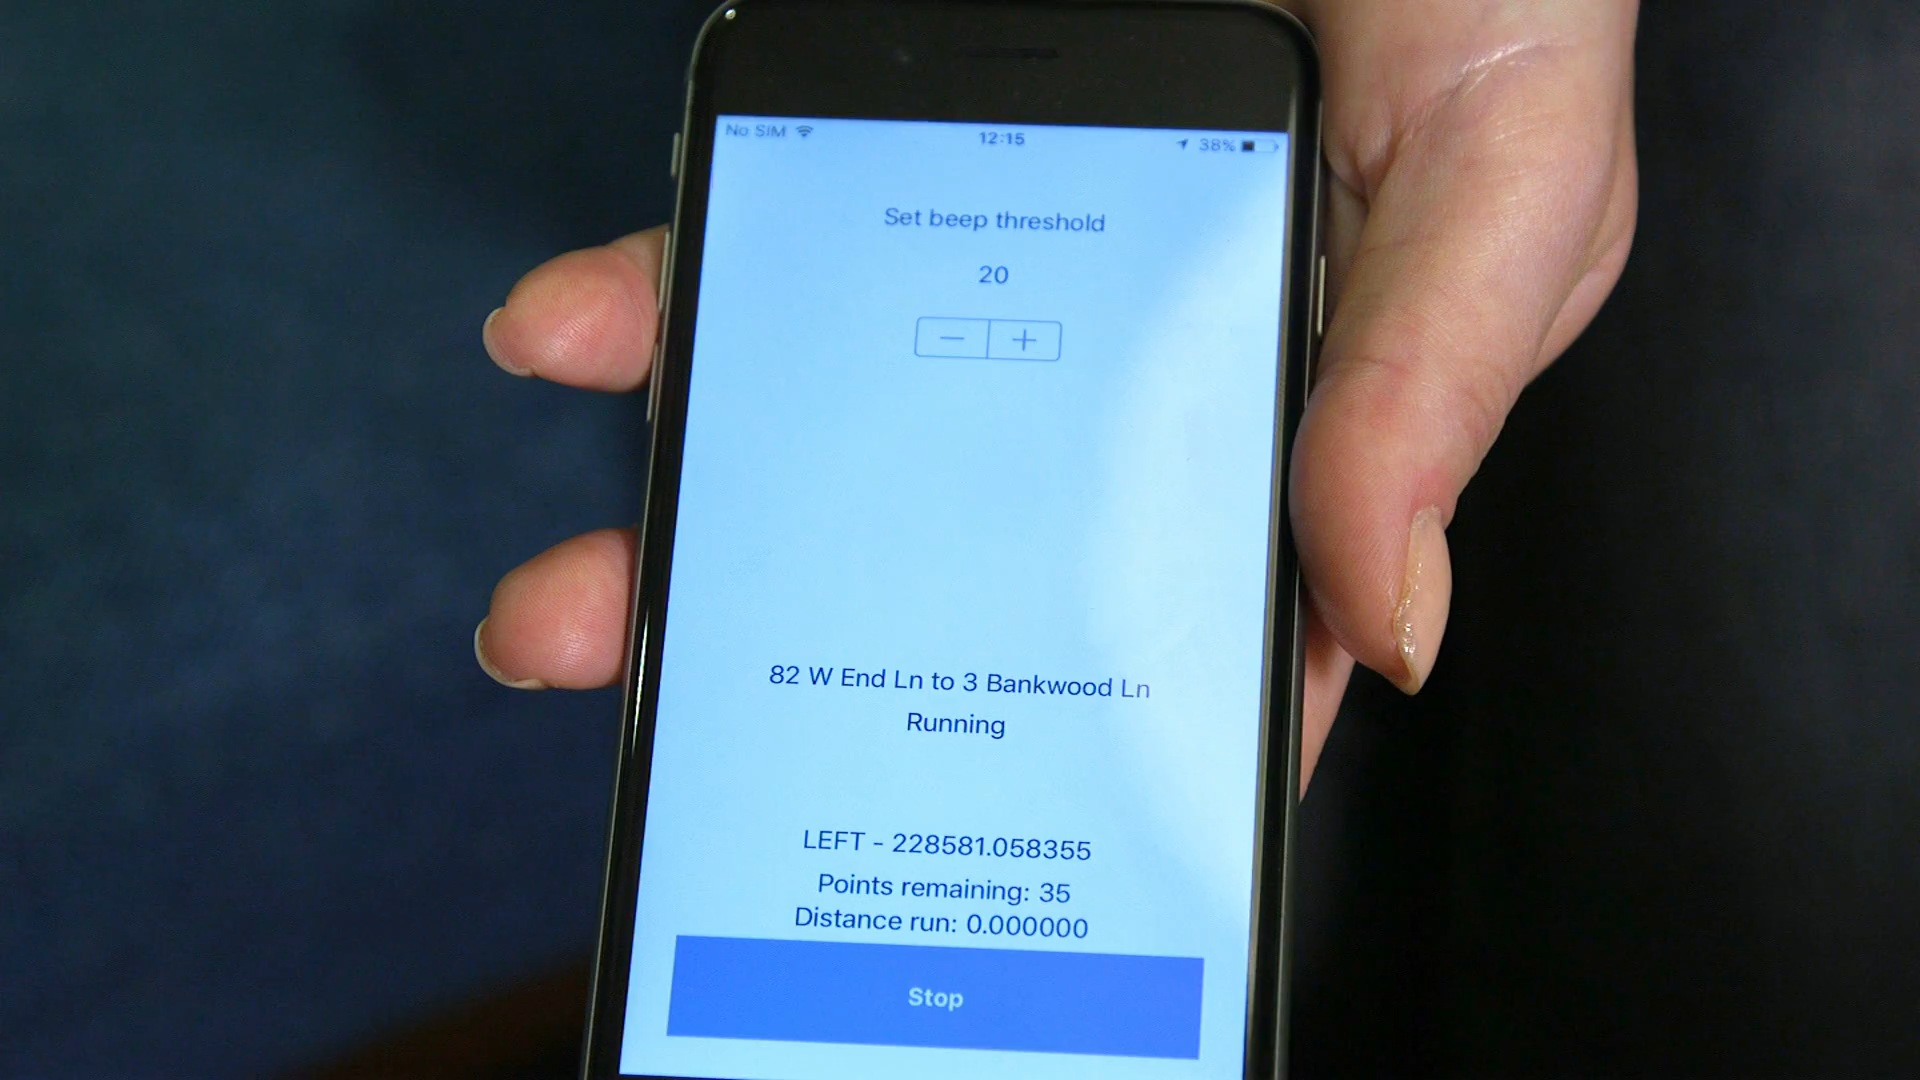 No SIM 12:15 38%
Set beep threshold
20
− +
82 W End Ln to 3 Bankwood Ln
Running
LEFT - 228581.058355
Points remaining: 35
Distance run: 0.000000
Stop